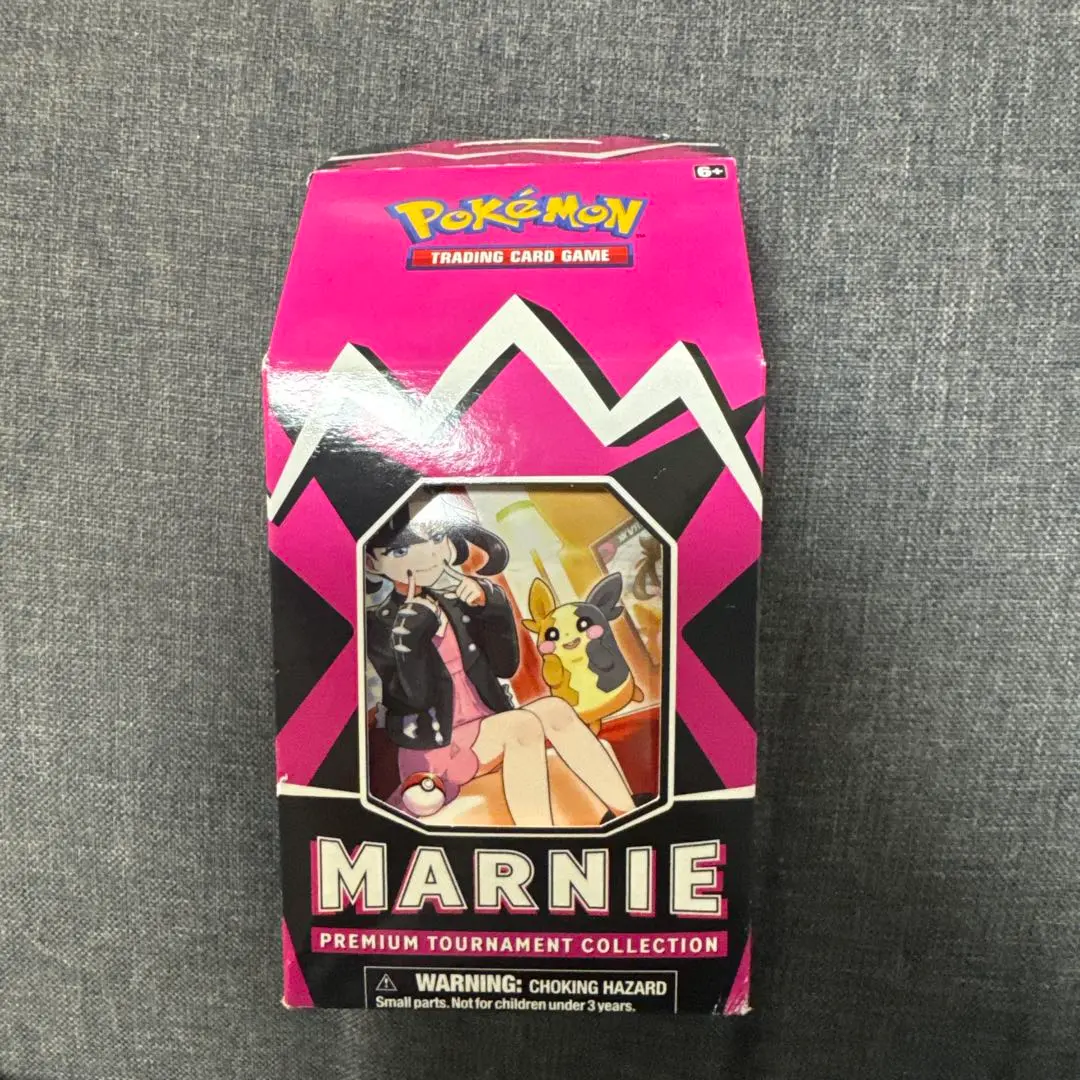 6+
POKéMON
TRADING CARD GAME
MARNIE
PREMIUM TOURNAMENT COLLECTION
WARNING: CHOKING HAZARD
Small parts. Not for children under 3 years.